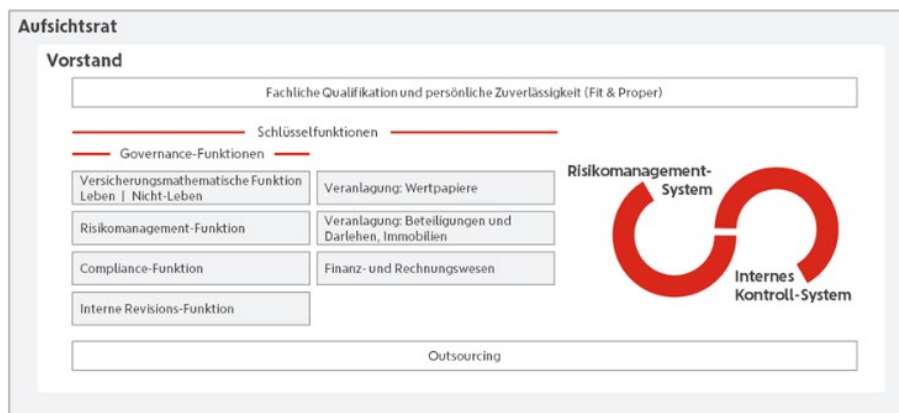 Aufsichtsrat
Vorstand
Fachliche Qualifikation und persönliche Zuverlässigkeit (Fit & Proper)
Schlüsselfunktionen
Governance-Funktionen
Versicherungsmathematische Funktion
Leben | Nicht-Leben
Risikomanagement-Funktion
Compliance-Funktion
Interne Revisions-Funktion
Veranlagung: Wertpapiere
Veranlagung: Beteiligungen und
Darlehen, Immobilien
Finanz- und Rechnungswesen
Risikomanagement-
System
Internes
Kontroll-System
Outsourcing